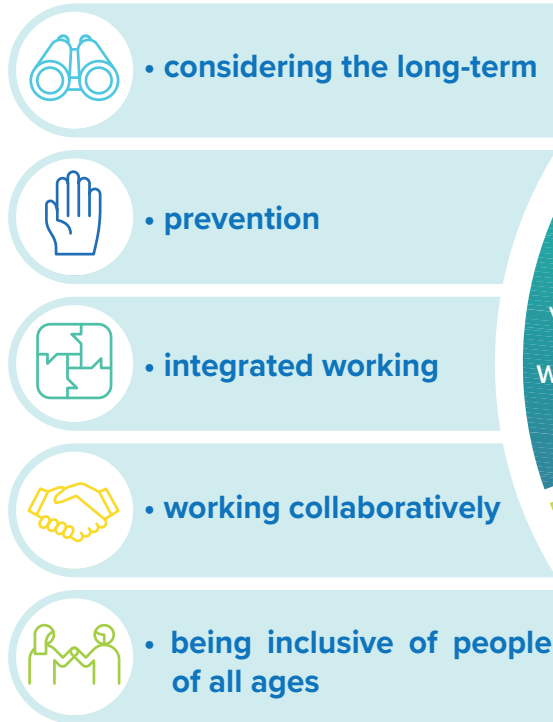 • considering the long-term
• prevention
• integrated working
• working collaboratively
• being inclusive of people
of all ages